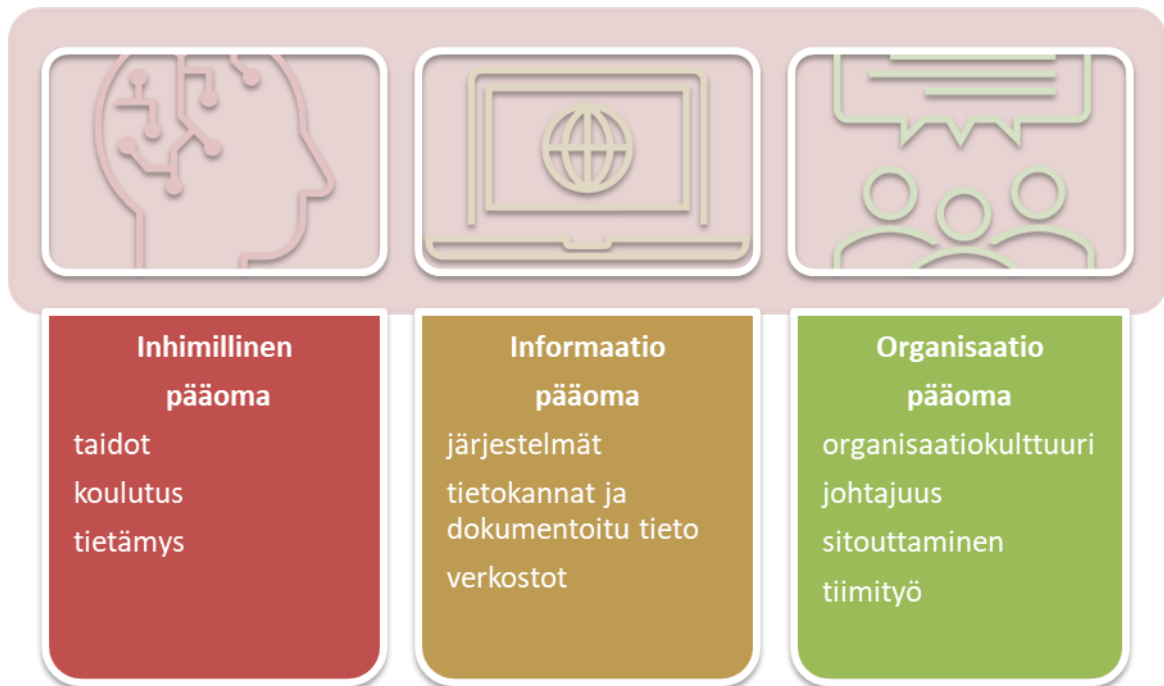 Inhimillinen
pääoma
taidot
koulutus
tietämys
Informaatio
pääoma
järjestelmät
tietokannat ja
dokumentoitu tieto
verkostot
Organisaatio
pääoma
organisaatiokulttuuri
johtajuus
sitouttaminen
tiimityö